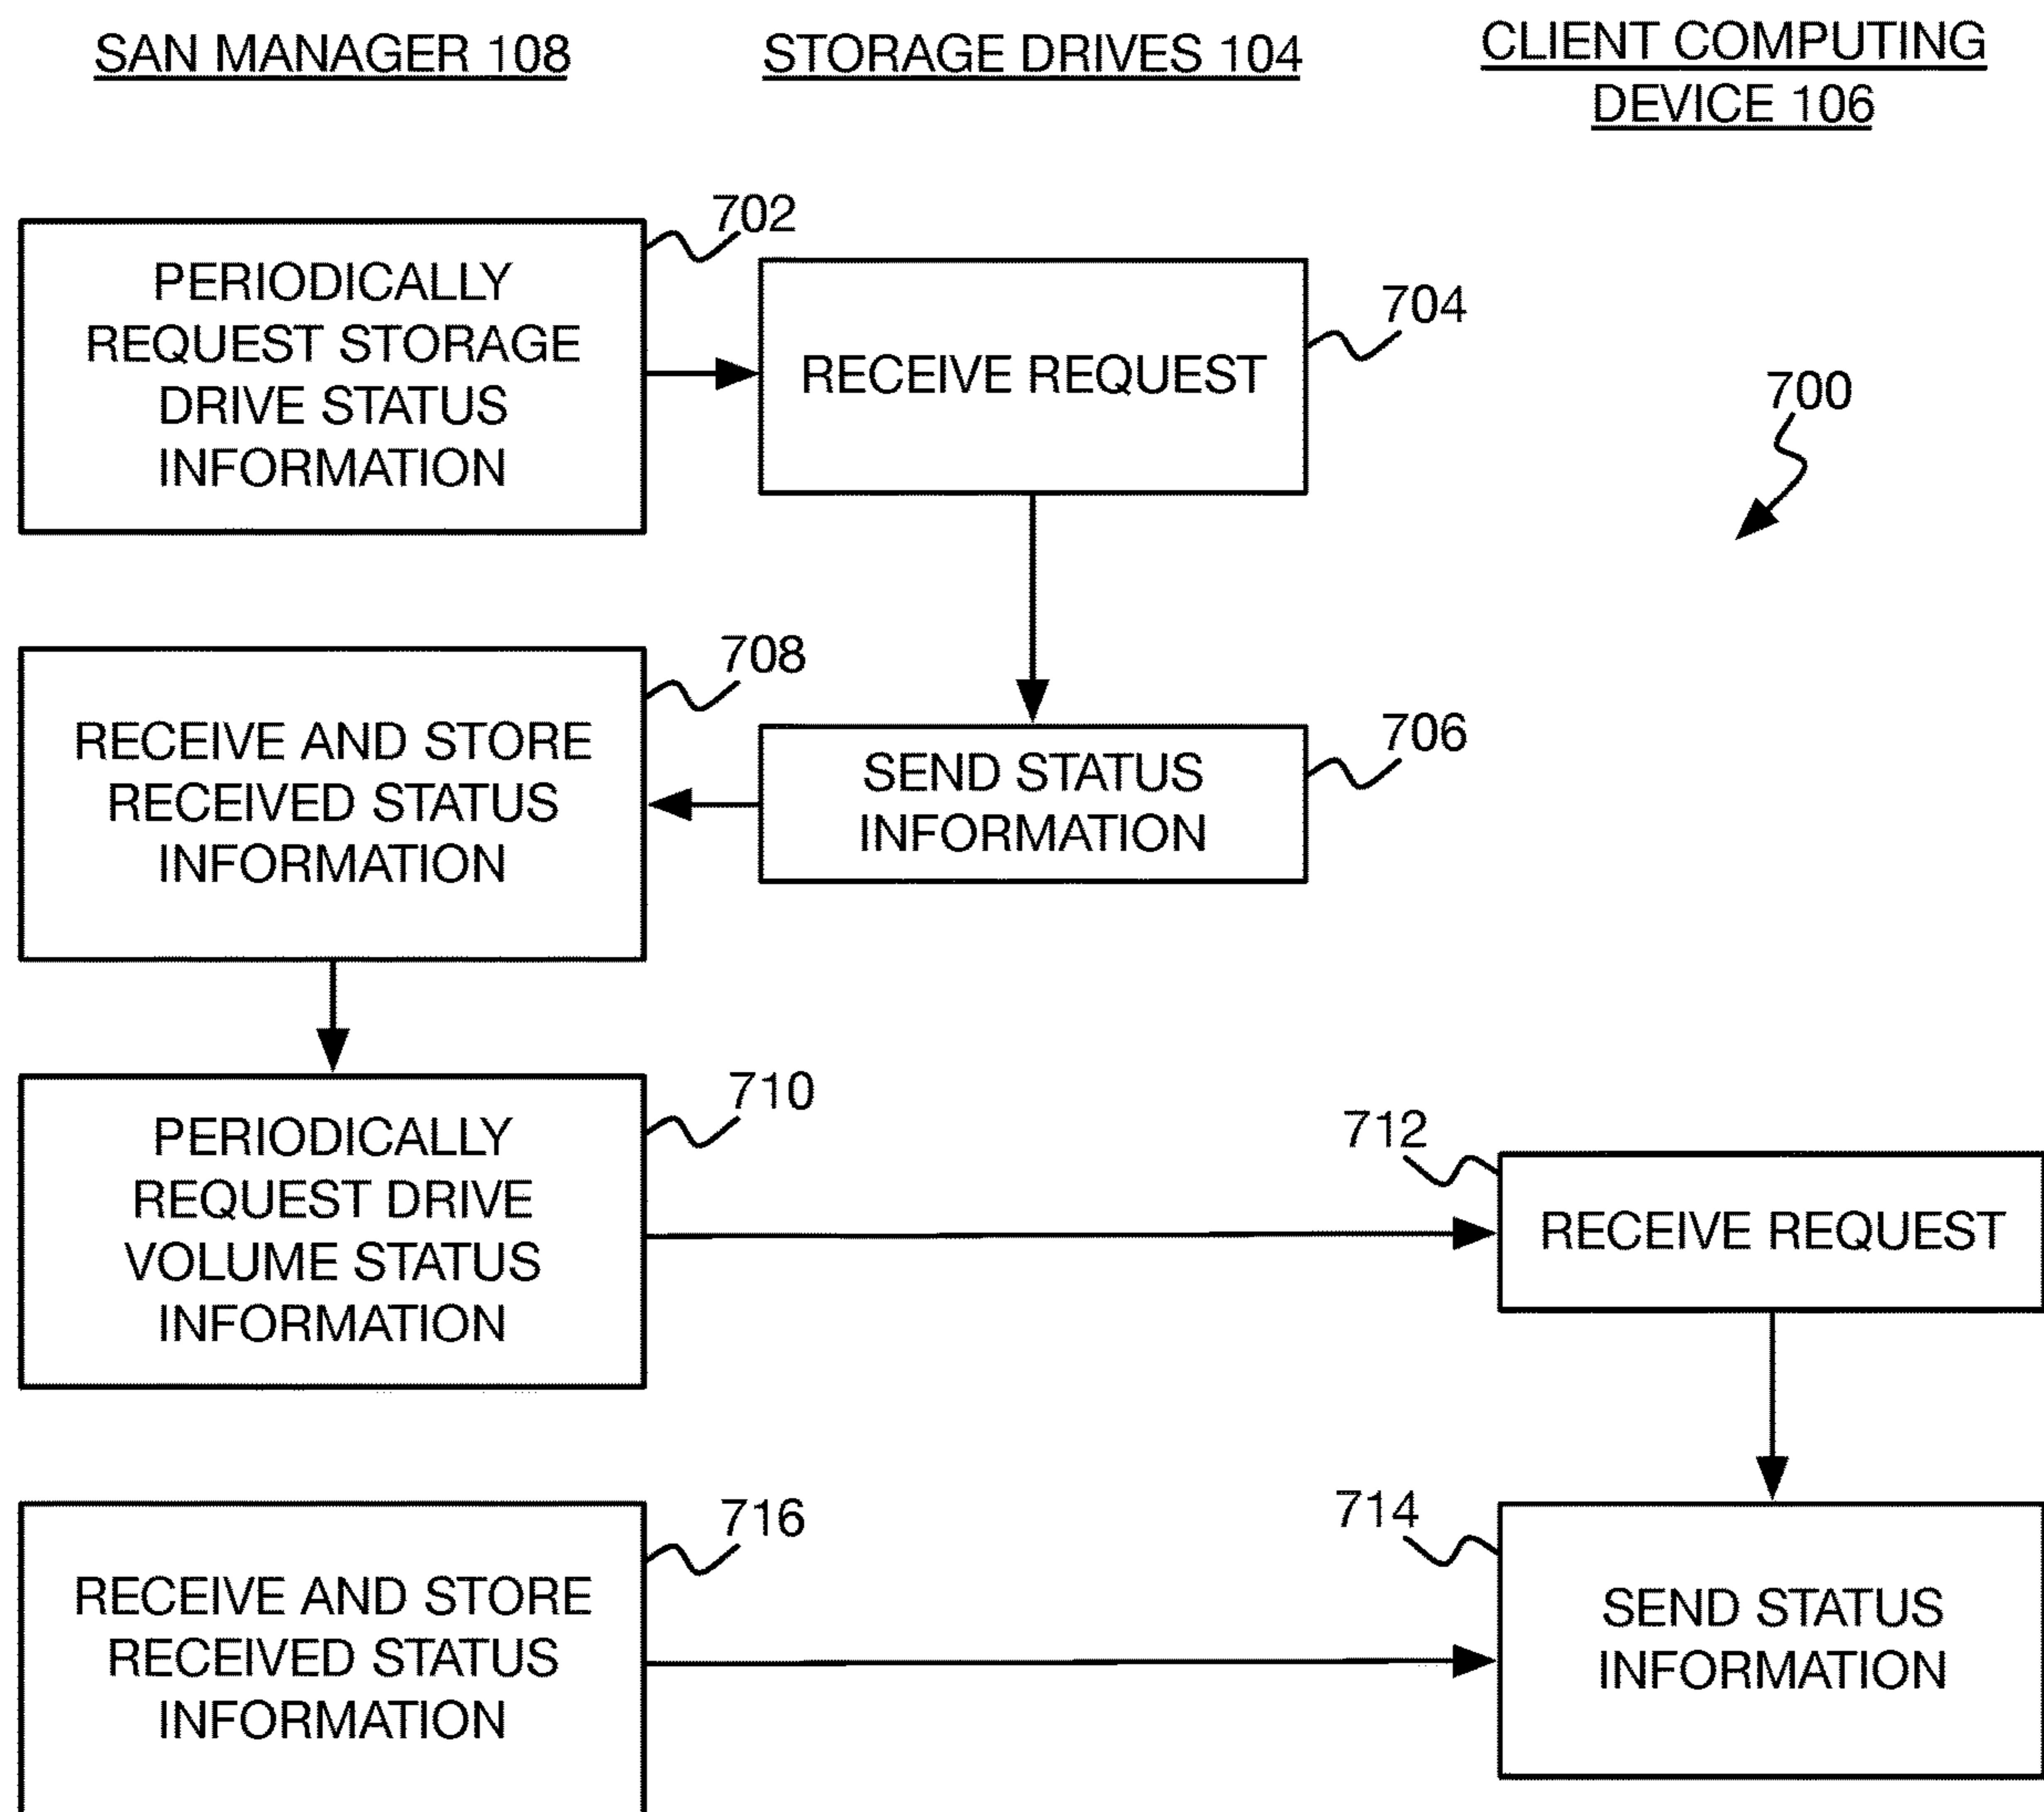 SAN MANAGER 108
STORAGE DRIVES 104
CLIENT COMPUTING
DEVICE 106
702
PERIODICALLY
REQUEST STORAGE
DRIVE STATUS
INFORMATION
704
RECEIVE REQUEST
700
708
RECEIVE AND STORE
RECEIVED STATUS
INFORMATION
706
SEND STATUS
INFORMATION
710
PERIODICALLY
REQUEST DRIVE
VOLUME STATUS
INFORMATION
712
RECEIVE REQUEST
716
RECEIVE AND STORE
RECEIVED STATUS
INFORMATION
714
SEND STATUS
INFORMATION